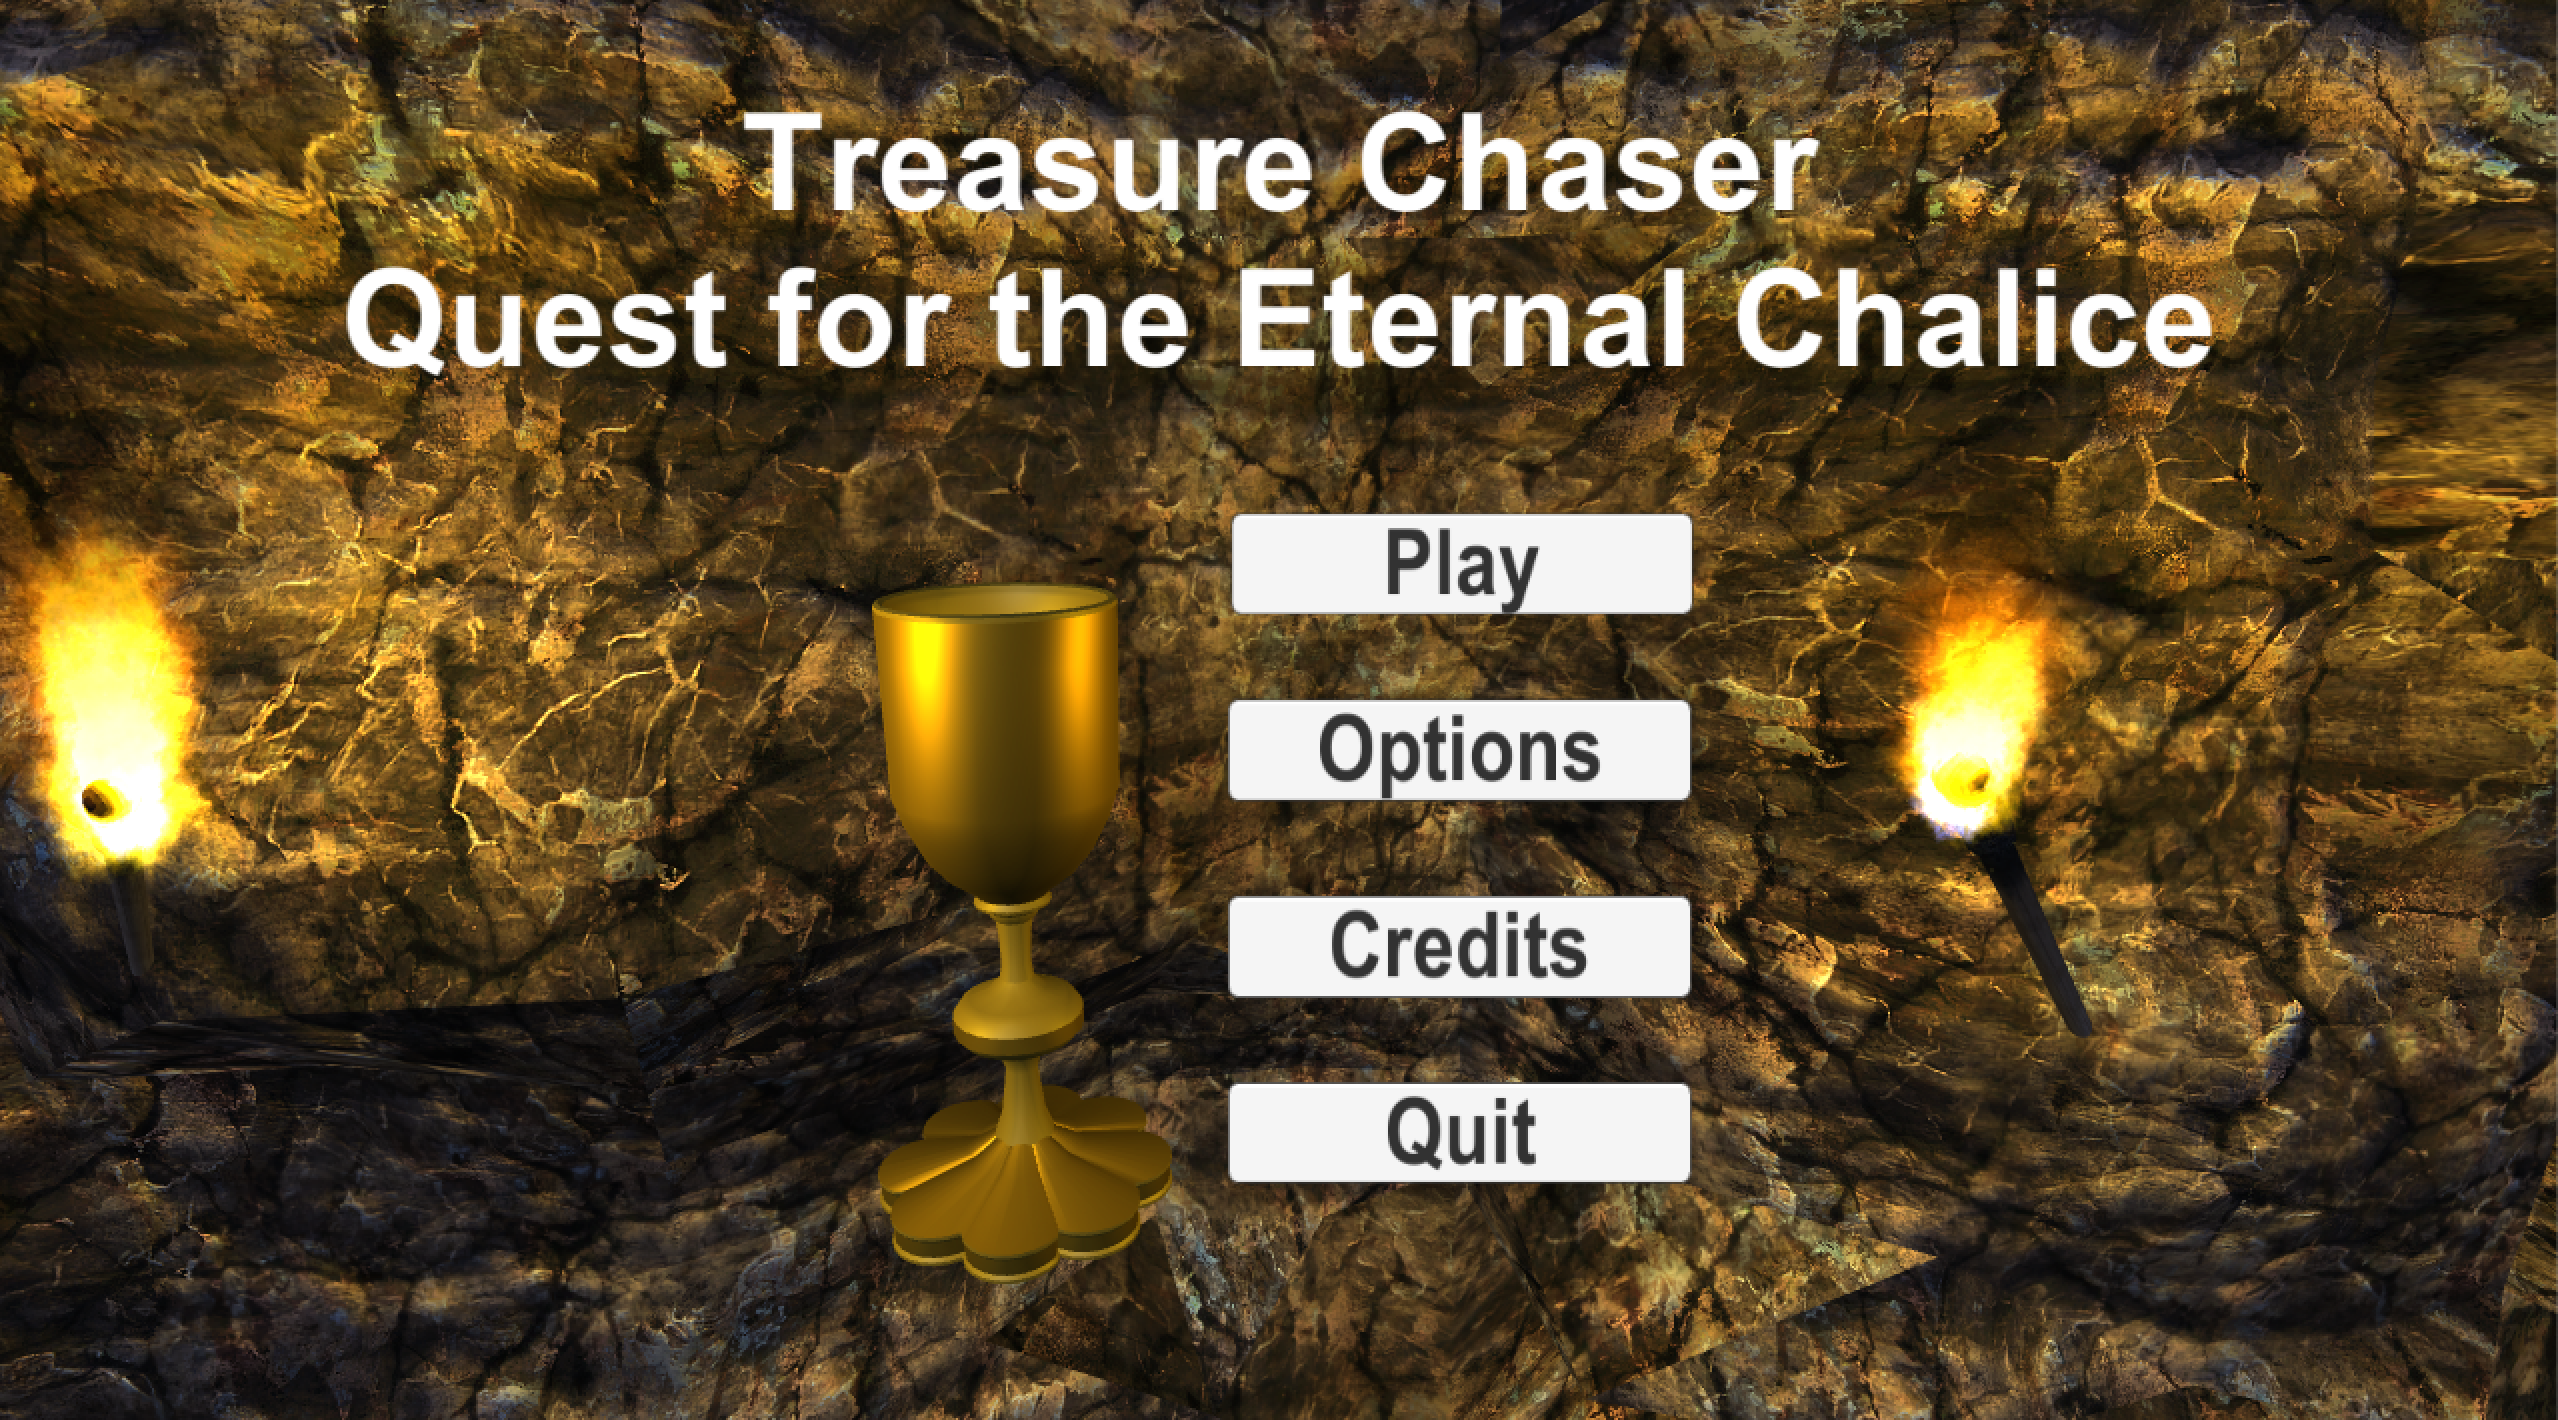 Treasure Chaser
Quest for the Eternal Chalice
Play
Options
Credits
Quit